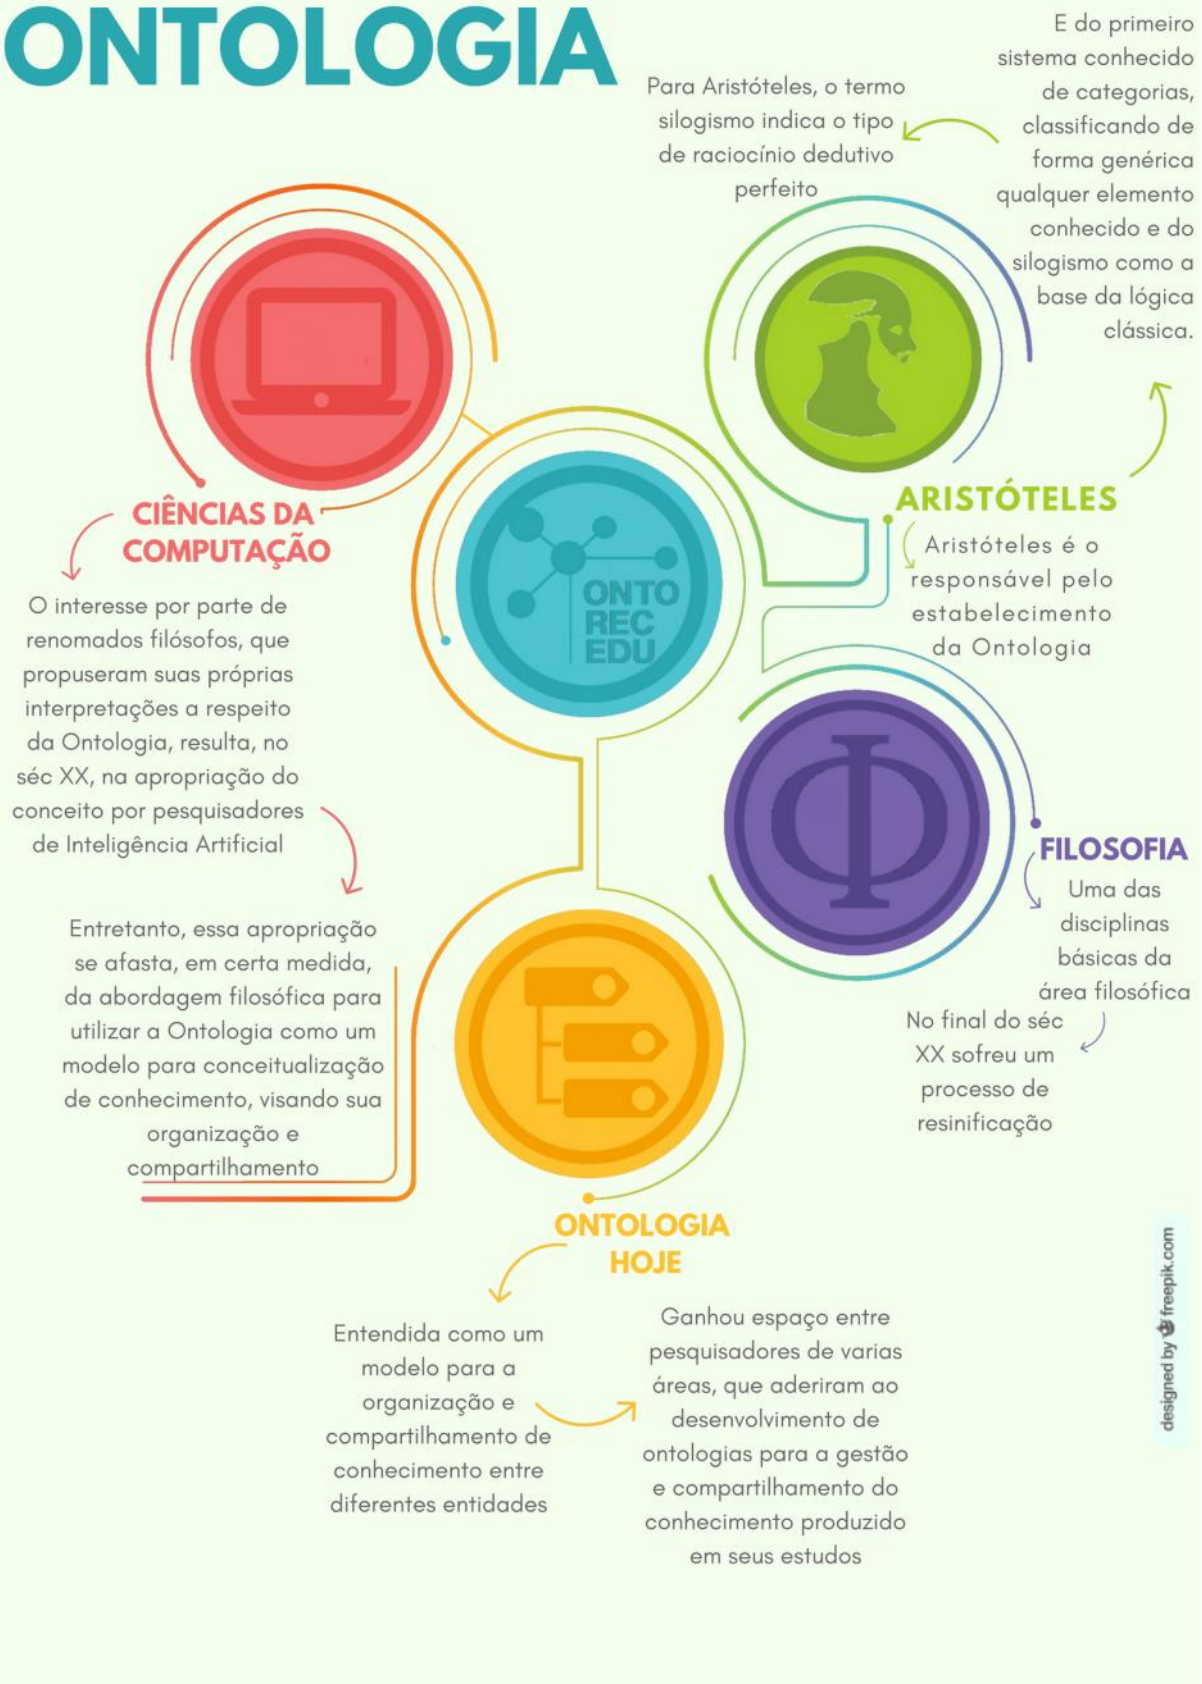 ONTOLOGIA
E do primeiro
sistema conhecido
de categorias,
classificando de
forma genérica
qualquer elemento
conhecido e do
silogismo como a
base da lógica
clássica.
Para Aristóteles, o termo
silogismo indica o tipo
de raciocínio dedutivo
perfeito
ARISTÓTELES
Aristóteles é o
responsável pelo
estabelecimento
da Ontologia
CIÊNCIAS DA
COMPUTAÇÃO
O interesse por parte de
renomados filósofos, que
propuseram suas próprias
interpretações a respeito
da Ontologia, resulta, no
séc XX, na apropriação do
conceito por pesquisadores
de Inteligência Artificial
Entretanto, essa apropriação
se afasta, em certa medida,
da abordagem filosófica para
utilizar a Ontologia como um
modelo para conceitualização
de conhecimento, visando sua
organização e
compartilhamento
ONTO
REC
EDU
Φ
FILOSOFIA
Uma das
disciplinas
básicas da
área filosófica
No final do séc
XX sofreu um
processo de
resinificação
ONTOLOGIA
HOJE
Entendida como um
modelo para a
organização e
compartilhamento de
conhecimento entre
diferentes entidades
Ganhou espaço entre
pesquisadores de varias
áreas, que aderiram ao
desenvolvimento de
ontologias para a gestão
e compartilhamento do
conhecimento produzido
em seus estudos
designed by freepik.com